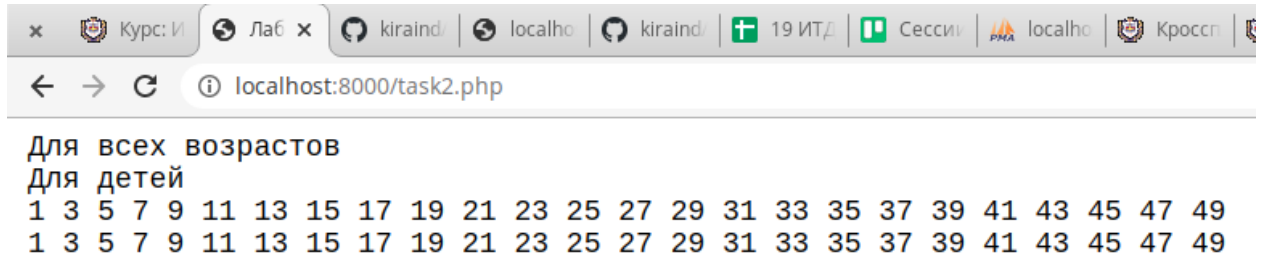 Курс: И Лаб kiraind/ localho kiraind/ 19 ИТД Сесси PMA localho Кроссп
localhost:8000/task2.php
Для всех возрастов
Для детей
1 3 5 7 9 11 13 15 17 19 21 23 25 27 29 31 33 35 37 39 41 43 45 47 49
1 3 5 7 9 11 13 15 17 19 21 23 25 27 29 31 33 35 37 39 41 43 45 47 49